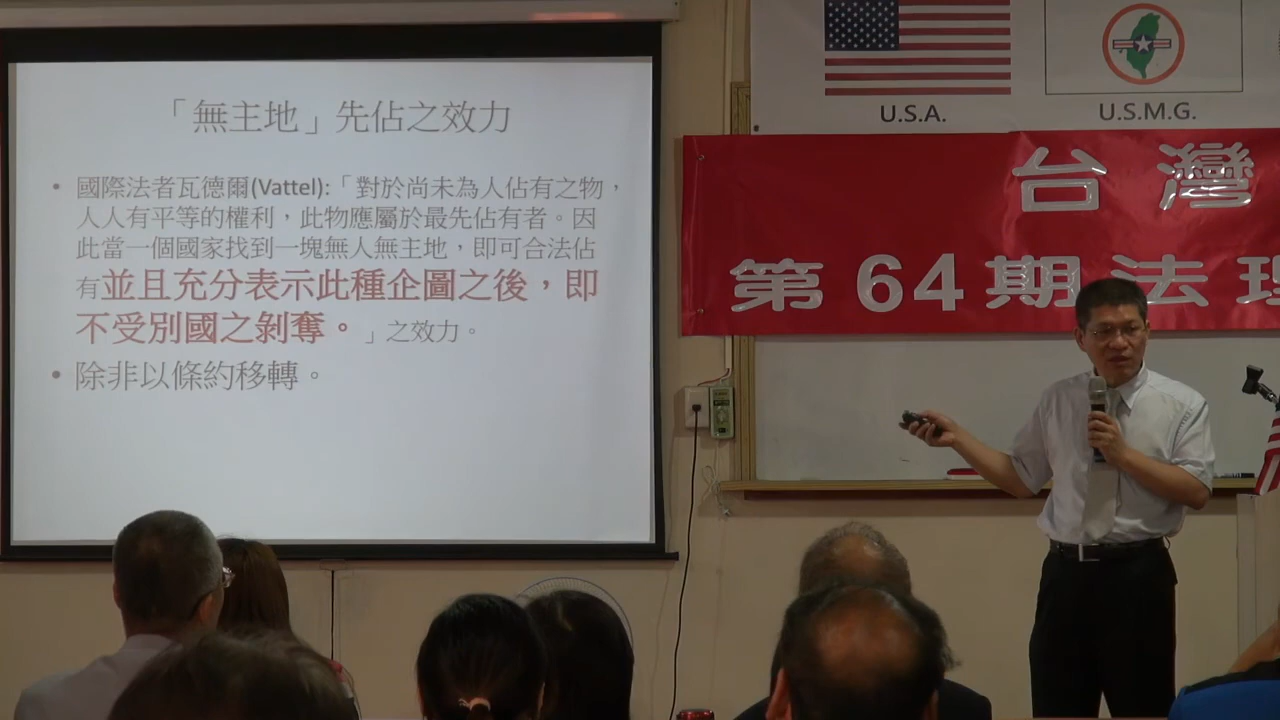 「無主地」先佔之效力
• 國際法者瓦德爾(Vattel):「對於尚未為人佔有之物，
人人有平等的權利，此物應屬於最先佔有者。因
此當一個國家找到一塊無人無主地，即可合法佔
有並且充分表示此種企圖之後，即
不受別國之剝奪。」之效力。
• 除非以條約移轉。
U.S.A.
U.S.M.G.
台灣
第64期法理